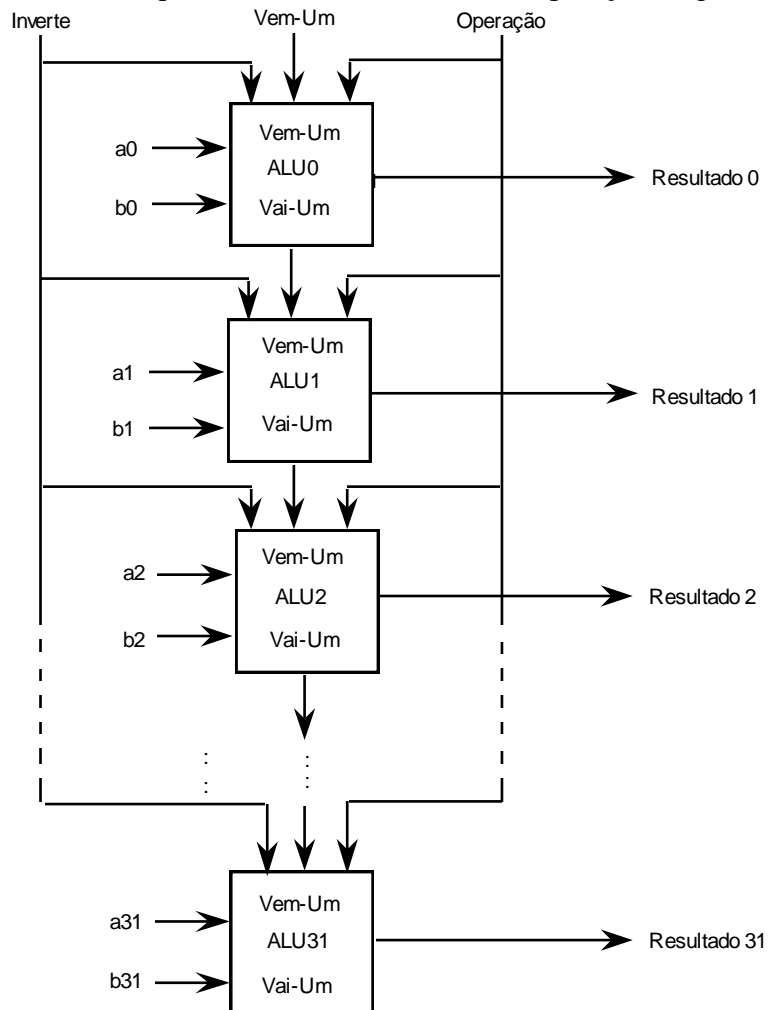 Inverte Vem-Um Operação
Vem-Um
a0
ALU0
Resultado 0
b0
Vai-Um
Vem-Um
a1
ALU1
Resultado 1
b1
Vai-Um
Vem-Um
a2
ALU2
Resultado 2
b2
Vai-Um
Vem-Um
a31
ALU31
Resultado 31
b31
Vai-Um